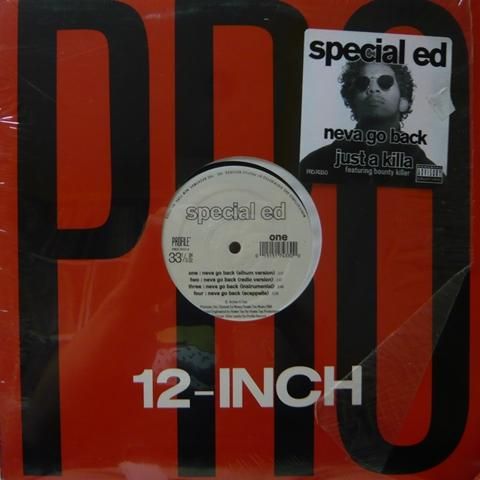 PRO
special ed
neva go back
just a killa
featuring bounty killer
special ed
one
PROFILE
33⅓
one : neva go back (album version)
two : neva go back (radio version)
three : neva go back (instrumental)
four : neva go back (acappella)
12-INCH